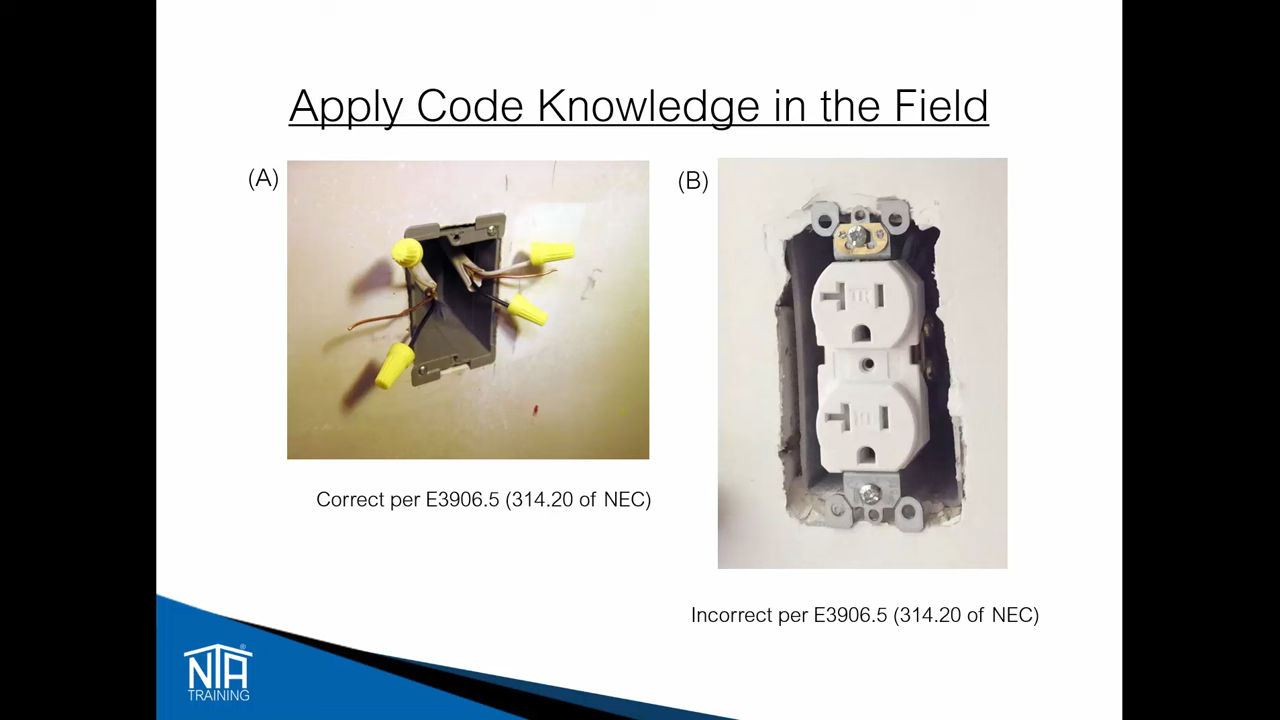 Apply Code Knowledge in the Field
(A)
(B)
Correct per E3906.5 (314.20 of NEC)
Incorrect per E3906.5 (314.20 of NEC)
NTA
®
TRAINING